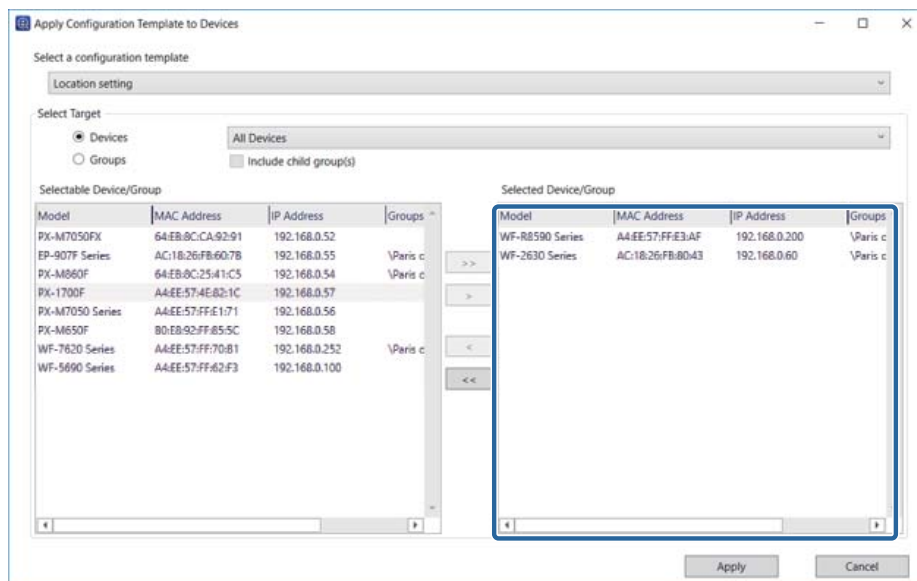 Apply Configuration Template to Devices
Select a configuration template
Location setting
Select Target
Devices
All Devices
Groups
Include child group(s)
Selectable Device/Group
Selected Device/Group
Model MAC Address IP Address Groups
PX-M7050FX 64:EB:8C:CA:92:91 192.168.0.52
EP-907F Series AC:18:26:FB:60:7B 192.168.0.55 \Paris c
PX-M860F 64:EB:8C:25:41:C5 192.168.0.54 \Paris c
PX-1700F A4:EE:57:4E:82:1C 192.168.0.57
PX-M7050 Series A4:EE:57:FF:E1:71 192.168.0.56
PX-M650F 80:E8:92:FF:85:5C 192.168.0.58
WF-7620 Series A4:EE:57:FF:70:81 192.168.0.252 \Paris c
WF-5690 Series A4:EE:57:FF:62:F3 192.168.0.100
>>
>
<
<<
Model MAC Address IP Address Groups
WF-R8590 Series A4:EE:57:FF:E3:AF 192.168.0.200 \Paris c
WF-2630 Series AC:18:26:FB:80:43 192.168.0.60 \Paris c
Apply Cancel